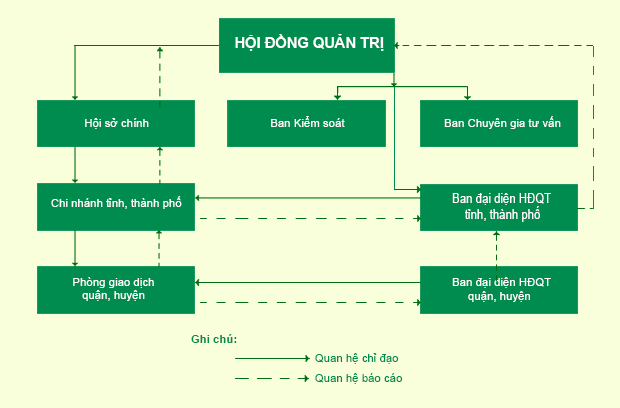 HỘI ĐỒNG QUẢN TRỊ
Hội sở chính
Ban Kiểm soát
Ban Chuyên gia tư vấn
Chi nhánh tỉnh, thành phố
Ban đại diện HĐQT
tỉnh, thành phố
Phòng giao dịch
quận, huyện
Ban đại diện HĐQT
quận, huyện
Ghi chú:
Quan hệ chỉ đạo
Quan hệ báo cáo